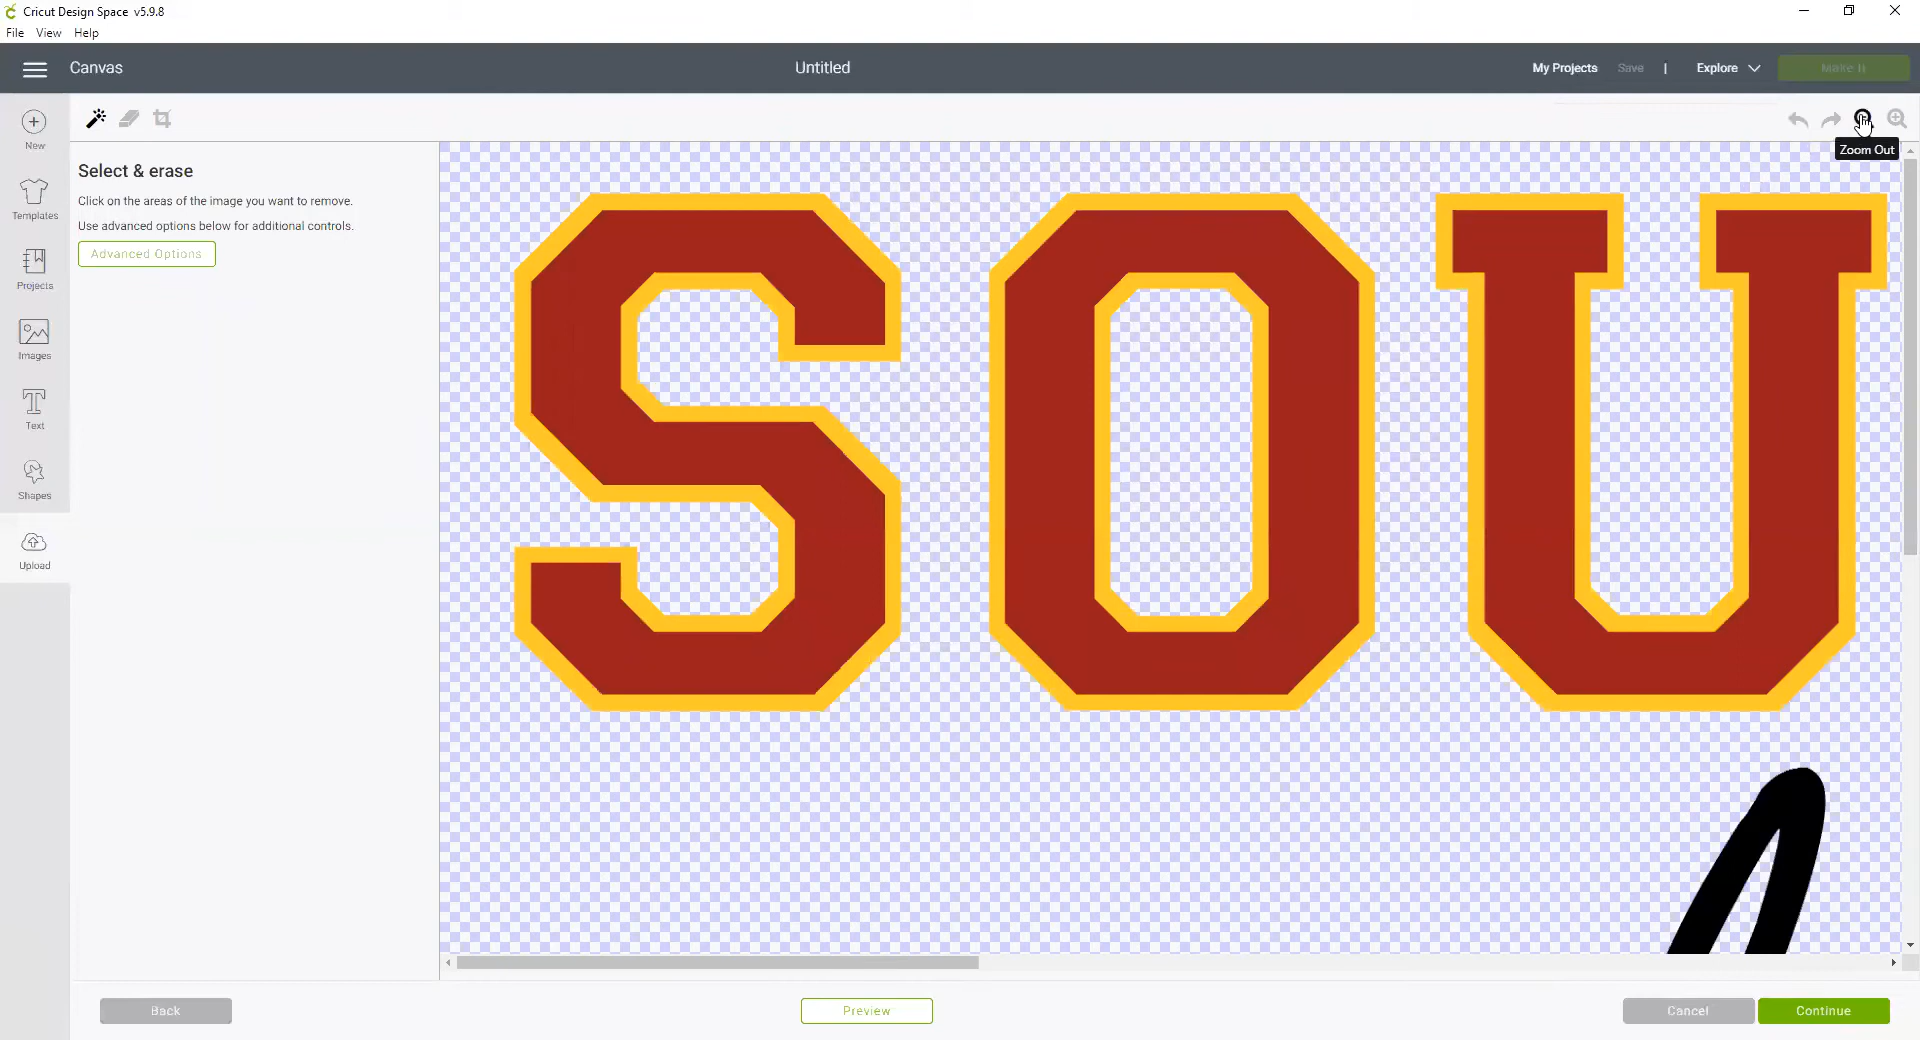 Cricut Design Space v5.9.8
File View Help
Canvas
Untitled
My Projects Save | Explore
Make It
New
Templates
Projects
Images
Text
Shapes
Upload
Zoom Out
Select & erase
Click on the areas of the image you want to remove.
Use advanced options below for additional controls.
Advanced Options
SOU
Back
Preview
Cancel
Continue